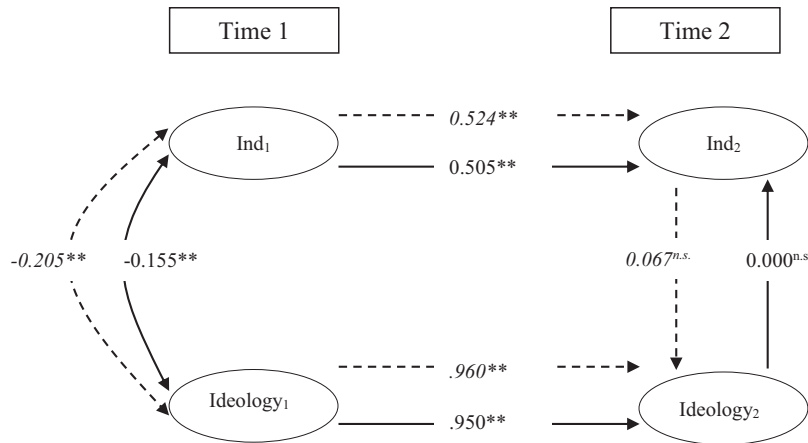 Time 1
Time 2
Ind₁
0.524**
0.505**
Ind₂
-0.205**
-0.155**
0.067ⁿ·ˢ·
0.000ⁿ·ˢ
Ideology₁
.960**
.950**
Ideology₂